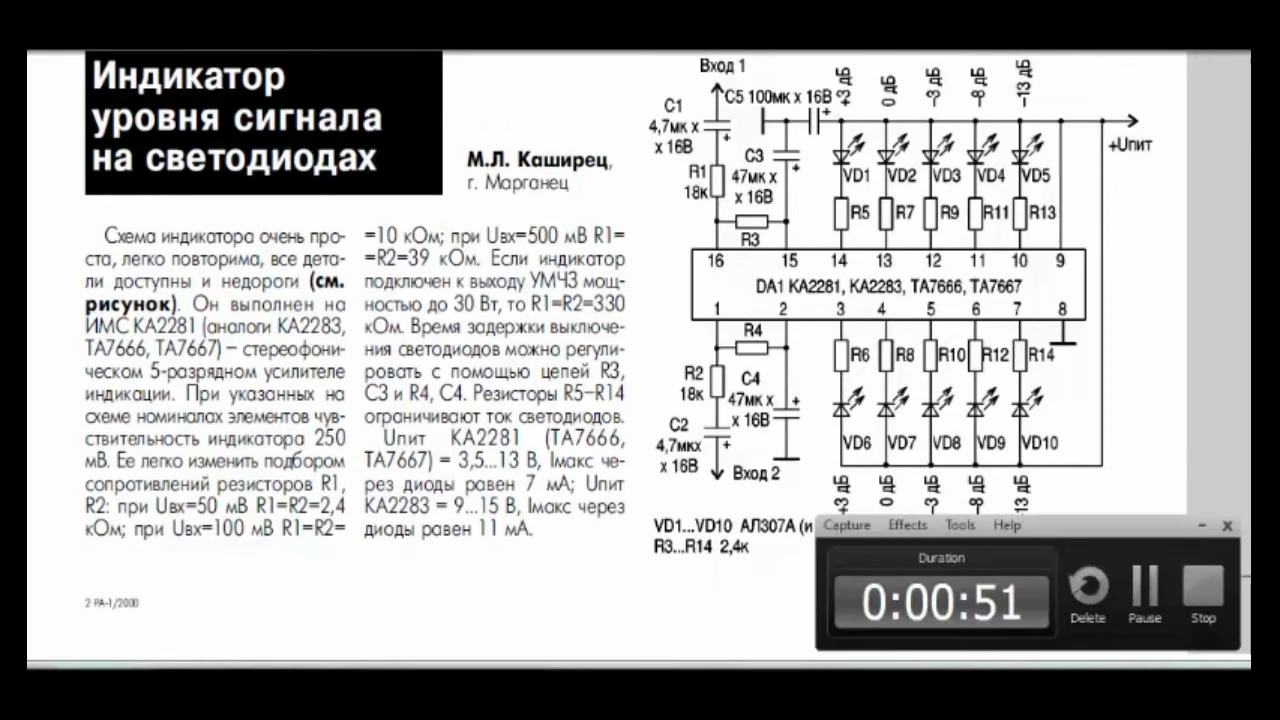 Индикатор
уровня сигнала
на светодиодах
М.Л. Каширец,
г. Марганец
Схема индикатора очень про-
ста, легко повторима, все дета-
ли доступны и недороги (см.
рисунок). Он выполнен на
ИМС KA2281 (аналоги KA2283,
TA7666, TA7667) – стереофони-
ческом 5-разрядном усилителе
индикации. При указанных на
схеме номиналах элементов чув-
ствительность индикатора 250
мВ. Ее легко изменить подбором
сопротивлений резисторов R1,
R2: при Uвх=50 мВ R1=R2=2,4
кОм; при Uвх=100 мВ R1=R2=
=10 кОм; при Uвх=500 мВ R1=
=R2=39 кОм. Если индикатор
подключен к выходу УМЧЗ мощ-
ностью до 30 Вт, то R1=R2=330
кОм. Время задержки выключе-
ния светодиодов можно регули-
ровать с помощью цепей R3,
C3 и R4, C4. Резисторы R5–R14
ограничивают ток светодиодов.
Uпит KA2281 (TA7666,
TA7667) = 3,5...13 В, Iмакс че-
рез диоды равен 7 мА; Uпит
KA2283 = 9...15 В, Iмакс через
диоды равен 11 мА.
2 РА-1/2000
Вход 1
C5 100мк x 16В
+
+3 дБ
0 дБ
–3 дБ
–8 дБ
–13 дБ
C1
4,7мк
x 16В
+
C3
47мк x
x 16В
+
+Uпит
R1
18к
VD1 VD2 VD3 VD4 VD5
R5 R7 R9 R11 R13
R3
16 15 14 13 12 11 10 9
DA1 KA2281, KA2283, TA7666, TA7667
1 2 3 4 5 6 7 8
R4
R6 R8 R10 R12 R14
R2
18к
C4
47мк x
x 16В
+
C2
4,7мкх
x 16В
+
VD6 VD7 VD8 VD9 VD10
Вход 2
+3 дБ
0 дБ
–3 дБ
–8 дБ
–13 дБ
VD1...VD10 АЛ307А (и
R3...R14 2,4к
Capture Effects Tools Help
– x
Duration
0:00:51
Delete Pause Stop